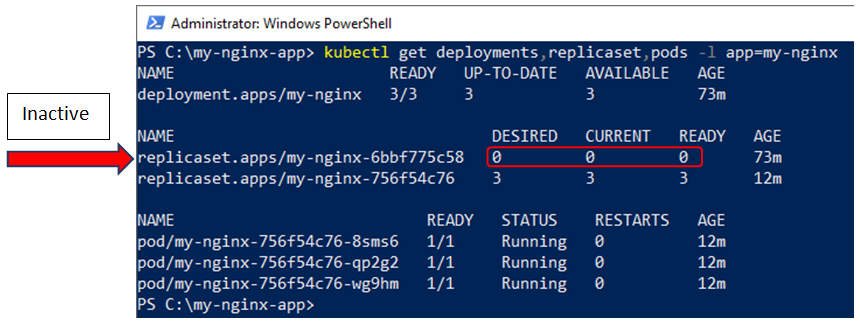 Administrator: Windows PowerShell
PS C:\my-nginx-app> kubectl get deployments,replicaset,pods -l app=my-nginx
NAME READY UP-TO-DATE AVAILABLE AGE
deployment.apps/my-nginx 3/3 3 3 73m
Inactive
NAME DESIRED CURRENT READY AGE
replicaset.apps/my-nginx-6bbf775c58 0 0 0 73m
replicaset.apps/my-nginx-756f54c76 3 3 3 12m
NAME READY STATUS RESTARTS AGE
pod/my-nginx-756f54c76-8sms6 1/1 Running 0 12m
pod/my-nginx-756f54c76-qp2g2 1/1 Running 0 12m
pod/my-nginx-756f54c76-wg9hm 1/1 Running 0 12m
PS C:\my-nginx-app>